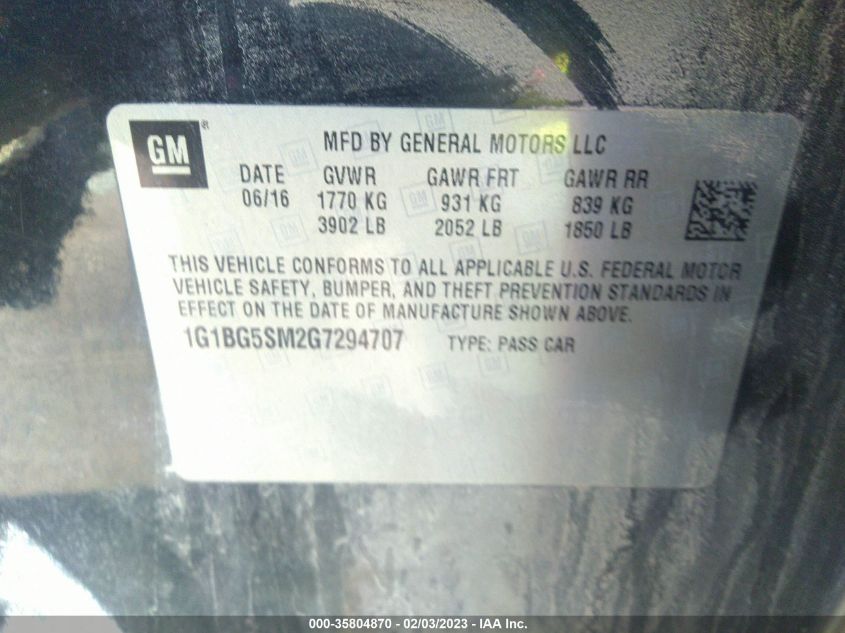 GM
MFD BY GENERAL MOTORS LLC
DATE GVWR GAWR FRT GAWR RR
06/16 1770 KG 931 KG 839 KG
3902 LB 2052 LB 1850 LB
THIS VEHICLE CONFORMS TO ALL APPLICABLE U.S. FEDERAL MOTOR
VEHICLE SAFETY, BUMPER, AND THEFT PREVENTION STANDARDS IN
EFFECT ON THE DATE OF MANUFACTURE SHOWN ABOVE.
1G1BG5SM2G7294707 TYPE: PASS CAR
000-35804870 - 02/03/2023 - IAA Inc.